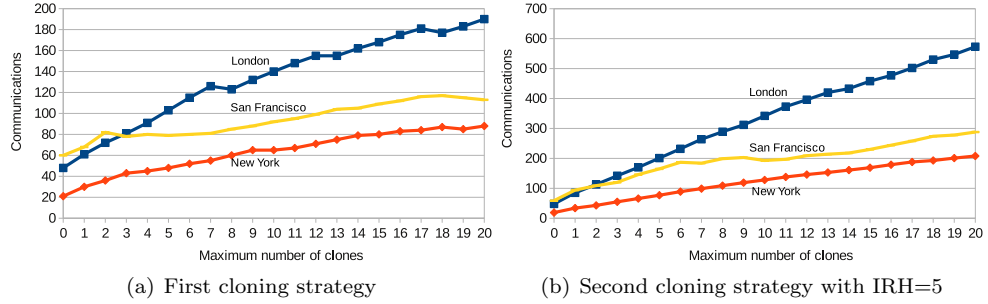 200
180
160
140
120
100
80
60
40
20
0
Communications
London
San Francisco
New York
0 1 2 3 4 5 6 7 8 9 10 11 12 13 14 15 16 17 18 19 20
Maximum number of clones
(a) First cloning strategy
700
600
500
400
300
200
100
0
Communications
London
San Francisco
New York
0 1 2 3 4 5 6 7 8 9 10 11 12 13 14 15 16 17 18 19 20
Maximum number of clones
(b) Second cloning strategy with IRH=5